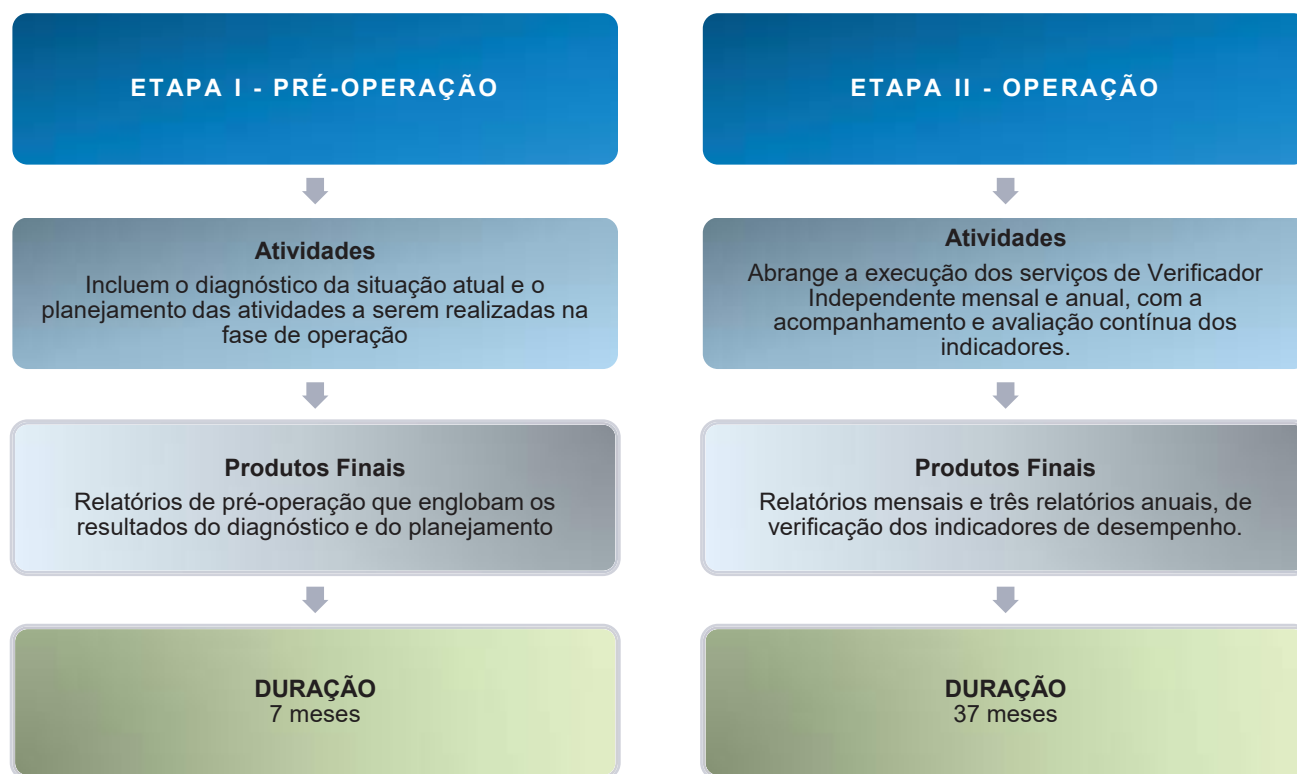 ETAPA I - PRÉ-OPERAÇÃO
Atividades
Incluem o diagnóstico da situação atual e o
planejamento das atividades a serem realizadas na
fase de operação
Produtos Finais
Relatórios de pré-operação que englobam os
resultados do diagnóstico e do planejamento
DURAÇÃO
7 meses
ETAPA II - OPERAÇÃO
Atividades
Abrange a execução dos serviços de Verificador
Independente mensal e anual, com a
acompanhamento e avaliação contínua dos
indicadores.
Produtos Finais
Relatórios mensais e três relatórios anuais, de
verificação dos indicadores de desempenho.
DURAÇÃO
37 meses